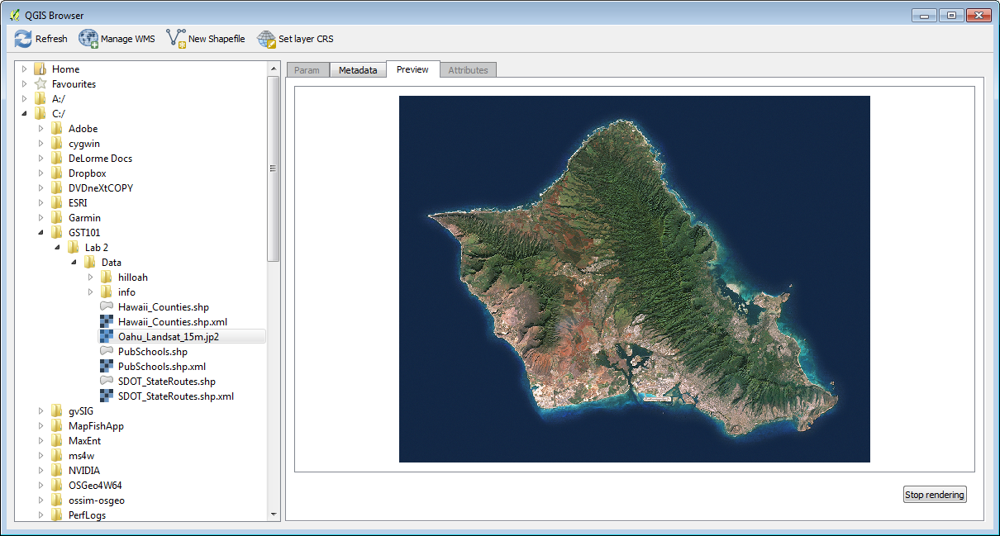 QGIS Browser
Refresh Manage WMS New Shapefile Set layer CRS
Home
Favourites
A:/
C:/
Adobe
cygwin
DeLorme Docs
Dropbox
DVDneXtCOPY
ESRI
Garmin
GST101
Lab 2
Data
hilloah
info
Hawaii_Counties.shp
Hawaii_Counties.shp.xml
Oahu_Landsat_15m.jp2
PubSchools.shp
PubSchools.shp.xml
SDOT_StateRoutes.shp
SDOT_StateRoutes.shp.xml
gvSIG
MapFishApp
MaxEnt
ms4w
NVIDIA
OSGeo4W64
ossim-osgeo
PerfLogs
Param Metadata Preview Attributes
Stop rendering